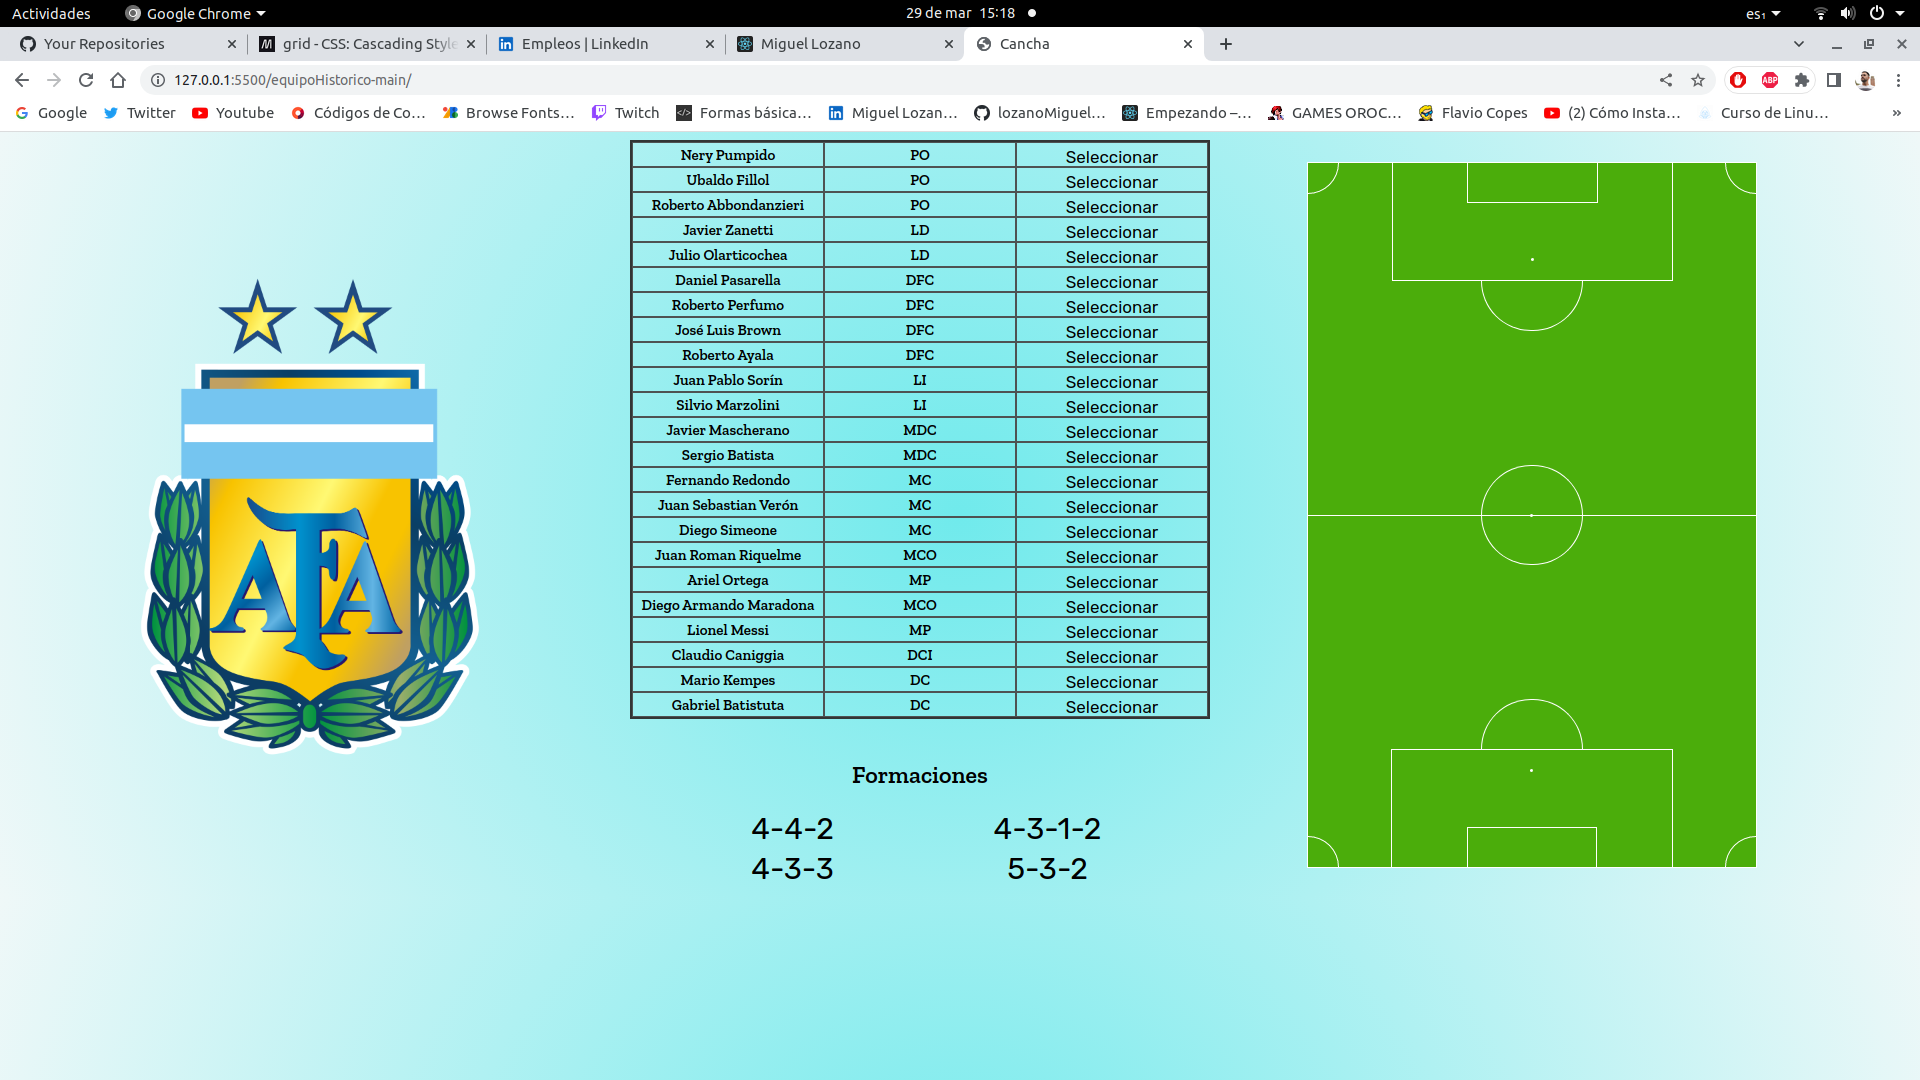 Actividades Google Chrome 29 de mar 15:18 es₁
Your Repositories grid - CSS: Cascading Style Empleos | LinkedIn Miguel Lozano Cancha
127.0.0.1:5500/equipoHistorico-main/ ABP
Google Twitter Youtube Códigos de Co… Browse Fonts… Twitch Formas básica… Miguel Lozan… lozanoMiguel… Empezando –… GAMES OROC… Flavio Copes (2) Cómo Insta… Curso de Linu… »
Nery Pumpido PO Seleccionar
Ubaldo Fillol PO Seleccionar
Roberto Abbondanzieri PO Seleccionar
Javier Zanetti LD Seleccionar
Julio Olarticochea LD Seleccionar
Daniel Pasarella DFC Seleccionar
Roberto Perfumo DFC Seleccionar
José Luis Brown DFC Seleccionar
Roberto Ayala DFC Seleccionar
Juan Pablo Sorín LI Seleccionar
Silvio Marzolini LI Seleccionar
Javier Mascherano MDC Seleccionar
Sergio Batista MDC Seleccionar
Fernando Redondo MC Seleccionar
Juan Sebastian Verón MC Seleccionar
Diego Simeone MC Seleccionar
Juan Roman Riquelme MCO Seleccionar
Ariel Ortega MP Seleccionar
Diego Armando Maradona MCO Seleccionar
Lionel Messi MP Seleccionar
Claudio Caniggia DCI Seleccionar
Mario Kempes DC Seleccionar
Gabriel Batistuta DC Seleccionar
AFA
Formaciones
4-4-2 4-3-1-2
4-3-3 5-3-2